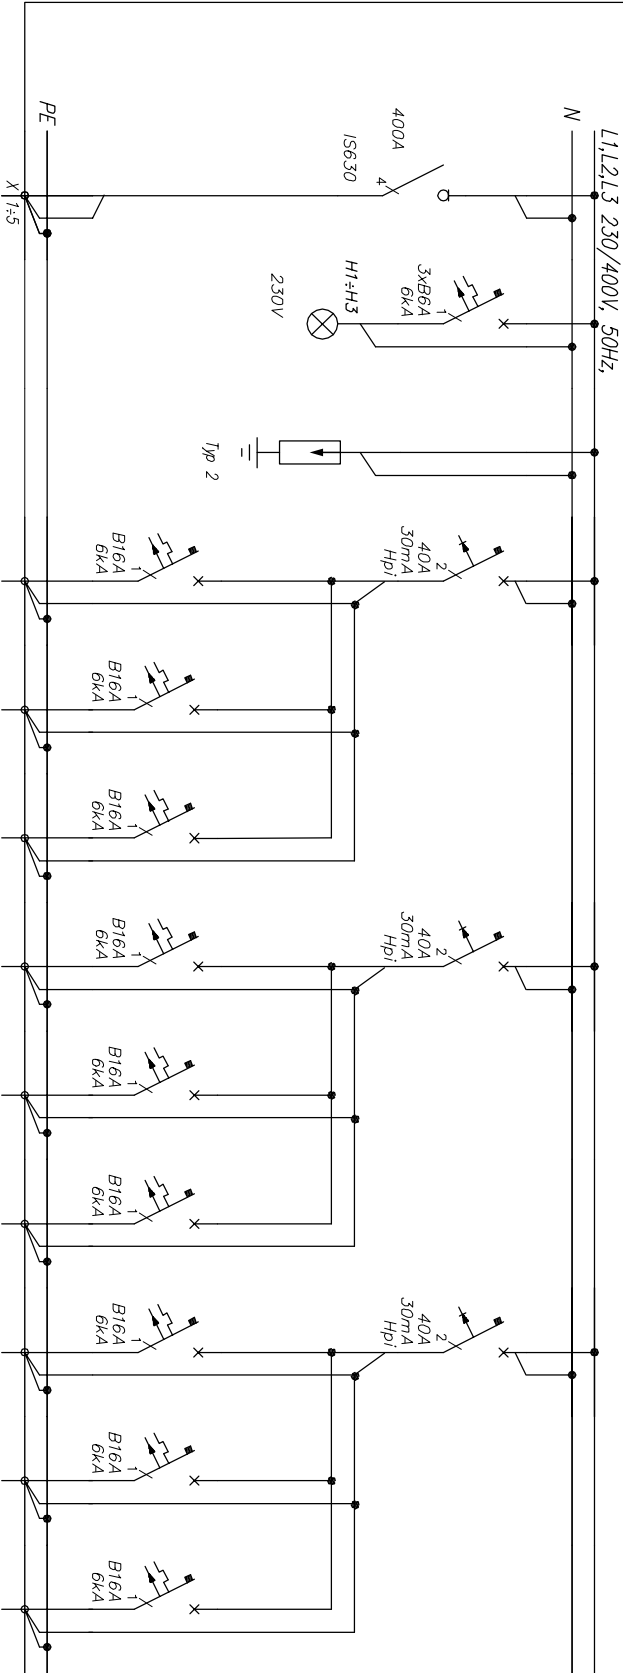 L1,L2,L3 230/400V, 50Hz,
N
PE
400A
IS630
4
X 1÷5
3xB6A
6kA
1
H1÷H3
230V
Typ 2
40A
30mA
Hpi
2
B16A
6kA
1
B16A
6kA
1
B16A
6kA
1
40A
30mA
Hpi
2
B16A
6kA
1
B16A
6kA
1
B16A
6kA
1
40A
30mA
Hpi
2
B16A
6kA
1
B16A
6kA
1
B16A
6kA
1